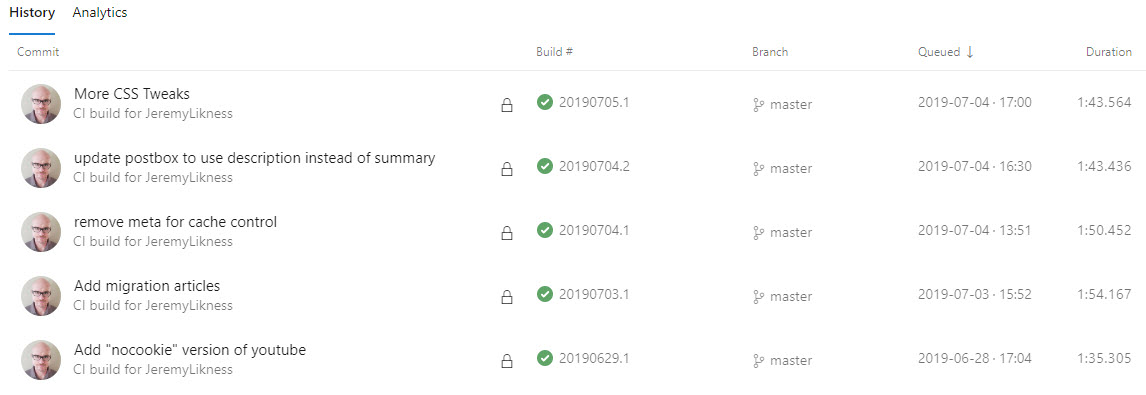 History Analytics
Commit Build # Branch Queued ↓ Duration
More CSS Tweaks
CI build for JeremyLikness 20190705.1 master 2019-07-04 · 17:00 1:43.564
update postbox to use description instead of summary
CI build for JeremyLikness 20190704.2 master 2019-07-04 · 16:30 1:43.436
remove meta for cache control
CI build for JeremyLikness 20190704.1 master 2019-07-04 · 13:51 1:50.452
Add migration articles
CI build for JeremyLikness 20190703.1 master 2019-07-03 · 15:52 1:54.167
Add "nocookie" version of youtube
CI build for JeremyLikness 20190629.1 master 2019-06-28 · 17:04 1:35.305